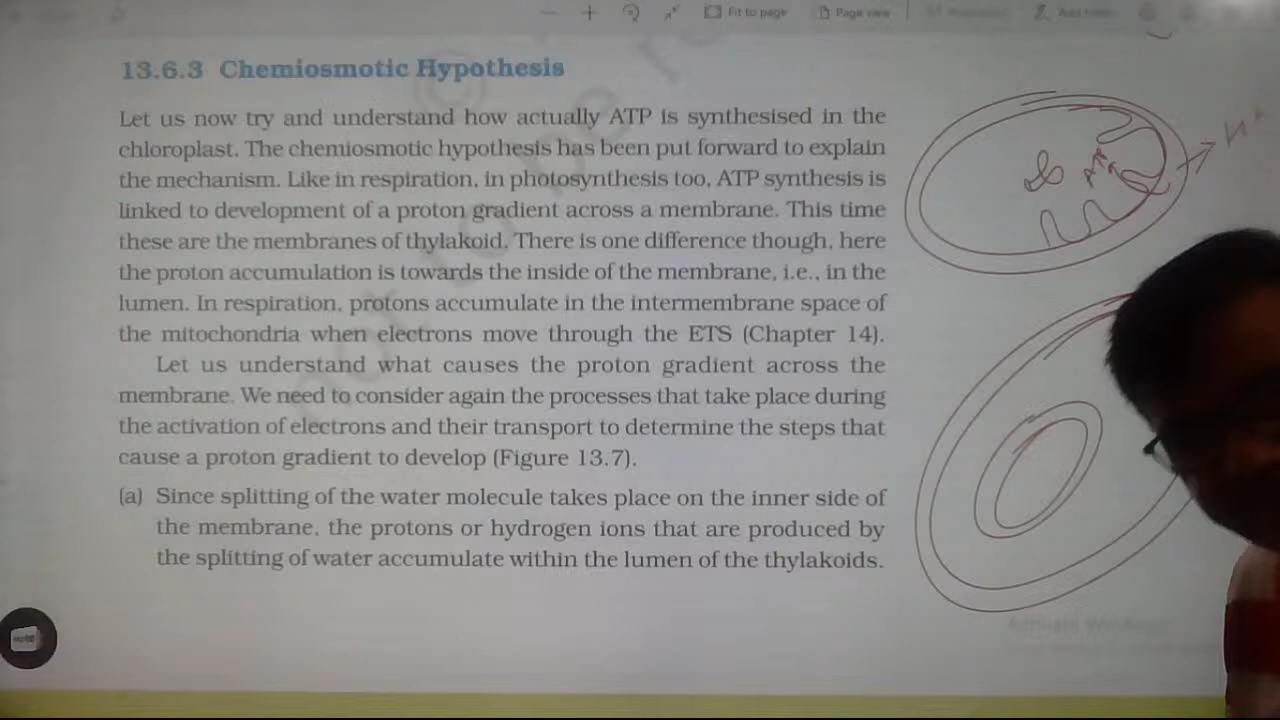 Fit to page Page view
13.6.3 Chemiosmotic Hypothesis
Let us now try and understand how actually ATP is synthesised in the
chloroplast. The chemiosmotic hypothesis has been put forward to explain
the mechanism. Like in respiration, in photosynthesis too, ATP synthesis is
linked to development of a proton gradient across a membrane. This time
these are the membranes of thylakoid. There is one difference though, here
the proton accumulation is towards the inside of the membrane, i.e., in the
lumen. In respiration, protons accumulate in the intermembrane space of
the mitochondria when electrons move through the ETS (Chapter 14).
Let us understand what causes the proton gradient across the
membrane. We need to consider again the processes that take place during
the activation of electrons and their transport to determine the steps that
cause a proton gradient to develop (Figure 13.7).
(a) Since splitting of the water molecule takes place on the inner side of
the membrane, the protons or hydrogen ions that are produced by
the splitting of water accumulate within the lumen of the thylakoids.
H+